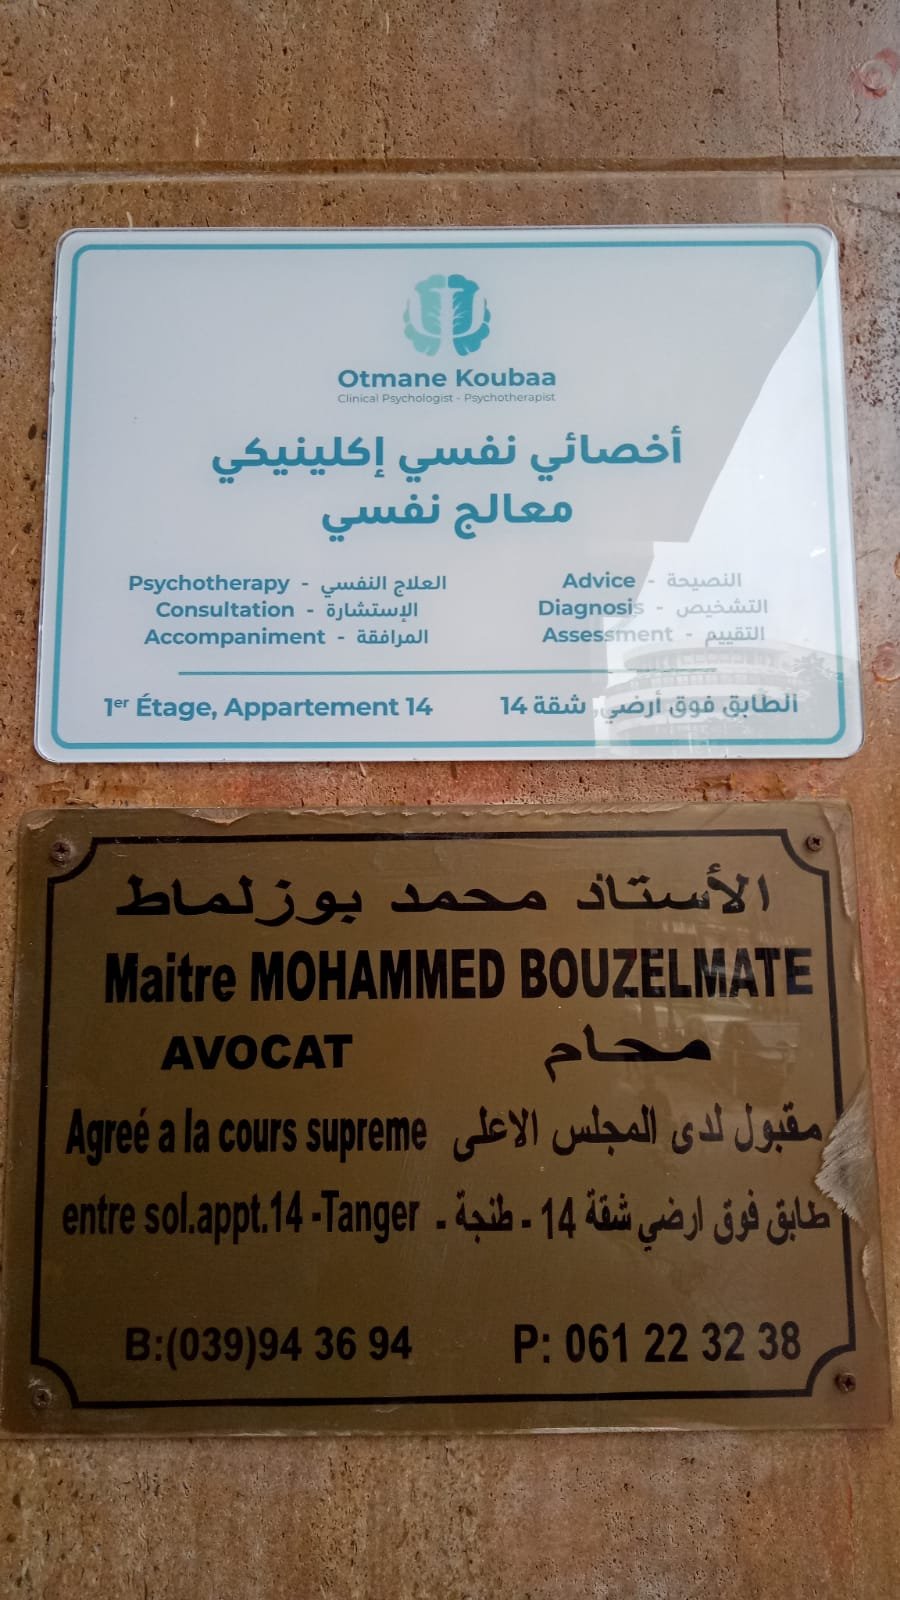 Otmane Koubaa
Clinical Psychologist - Psychotherapist
أخصائي نفسي إكلينيكي
معالج نفسي
Psychotherapy - العلاج النفسي
Consultation - الإستشارة
Accompaniment - المرافقة
Advice - النصيحة
Diagnosis - التشخيص
Assessment - التقييم
1er Étage, Appartement 14
الطابق فوق أرضي, شقة 14
الأستاذ محمد بوزلماط
Maitre MOHAMMED BOUZELMATE
AVOCAT محام
Agreé a la cours supreme مقبول لدى المجلس الاعلى
entre sol.appt.14 -Tanger طابق فوق ارضي شقة 14 - طنجة -
B:(039)94 36 94 P: 061 22 32 38